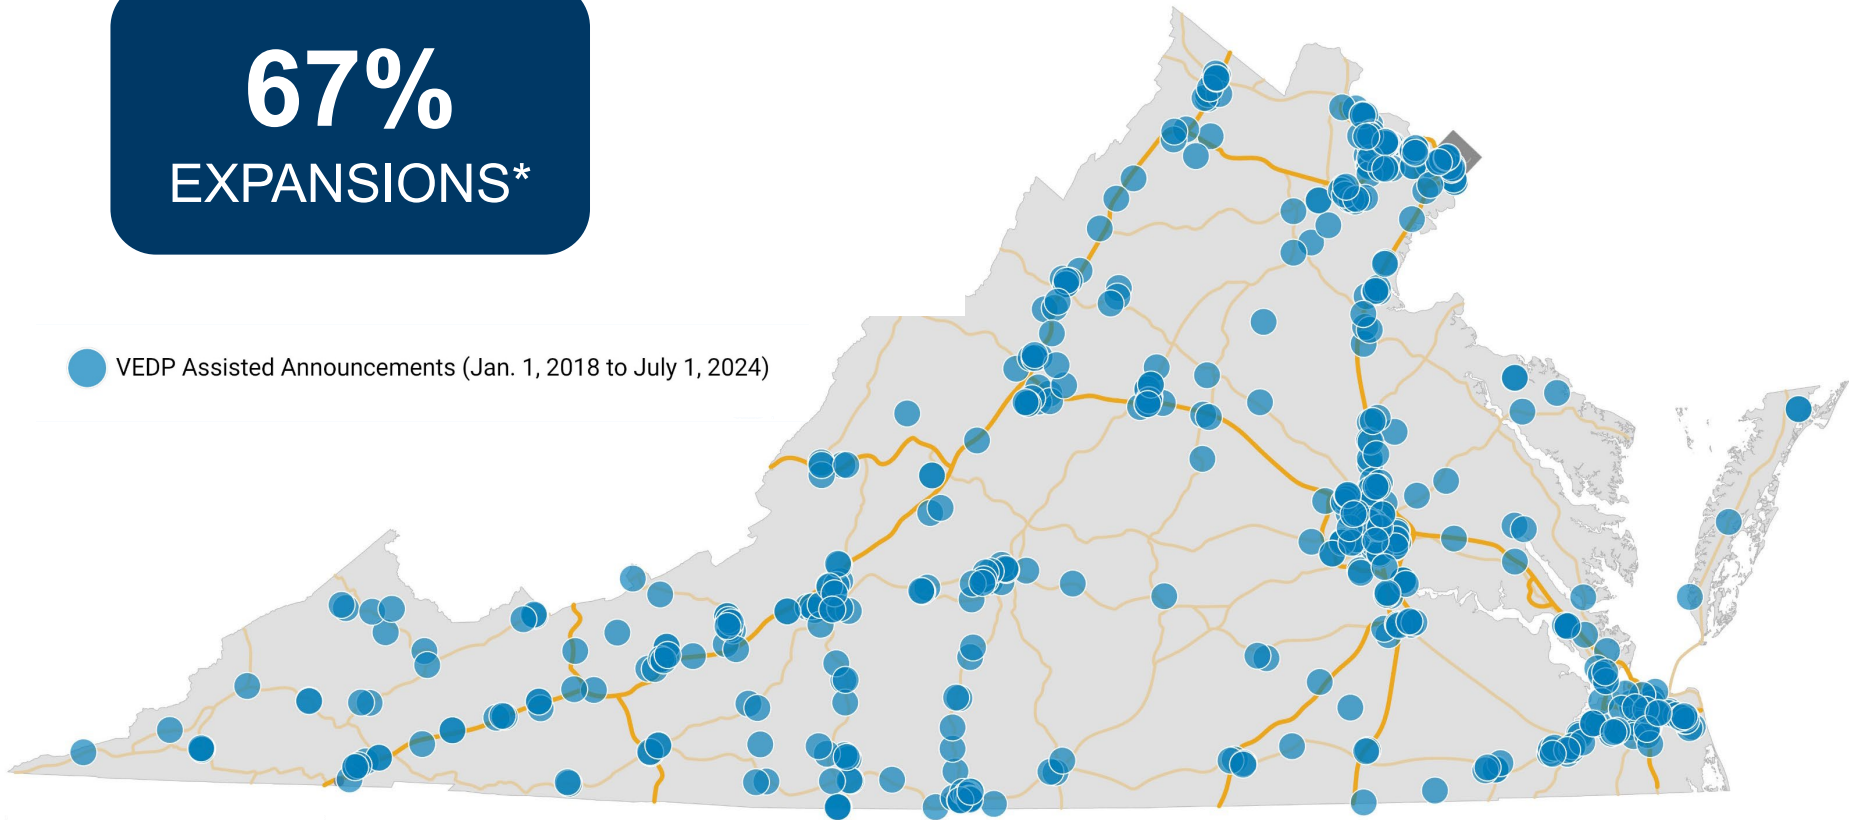 67%
EXPANSIONS*
VEDP Assisted Announcements (Jan. 1, 2018 to July 1, 2024)